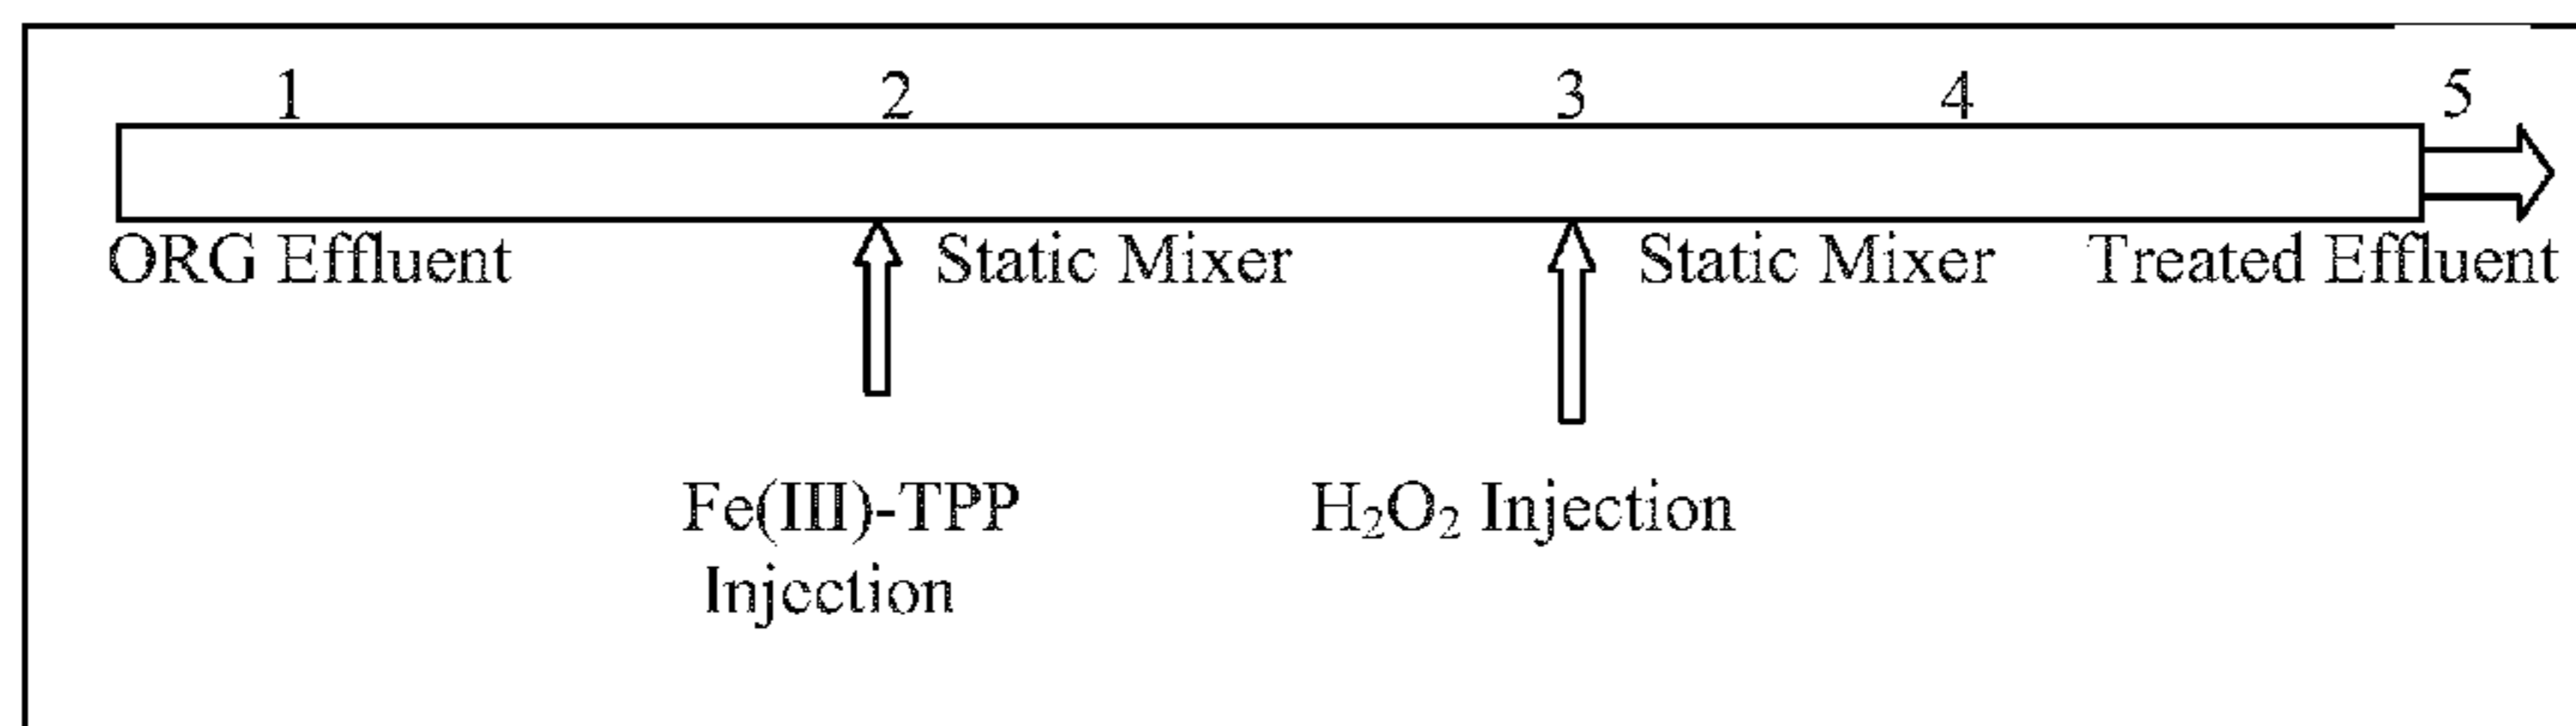 1 2 3 4 5
ORG Effluent Static Mixer Static Mixer Treated Effluent
Fe(III)-TPP H₂O₂ Injection
Injection